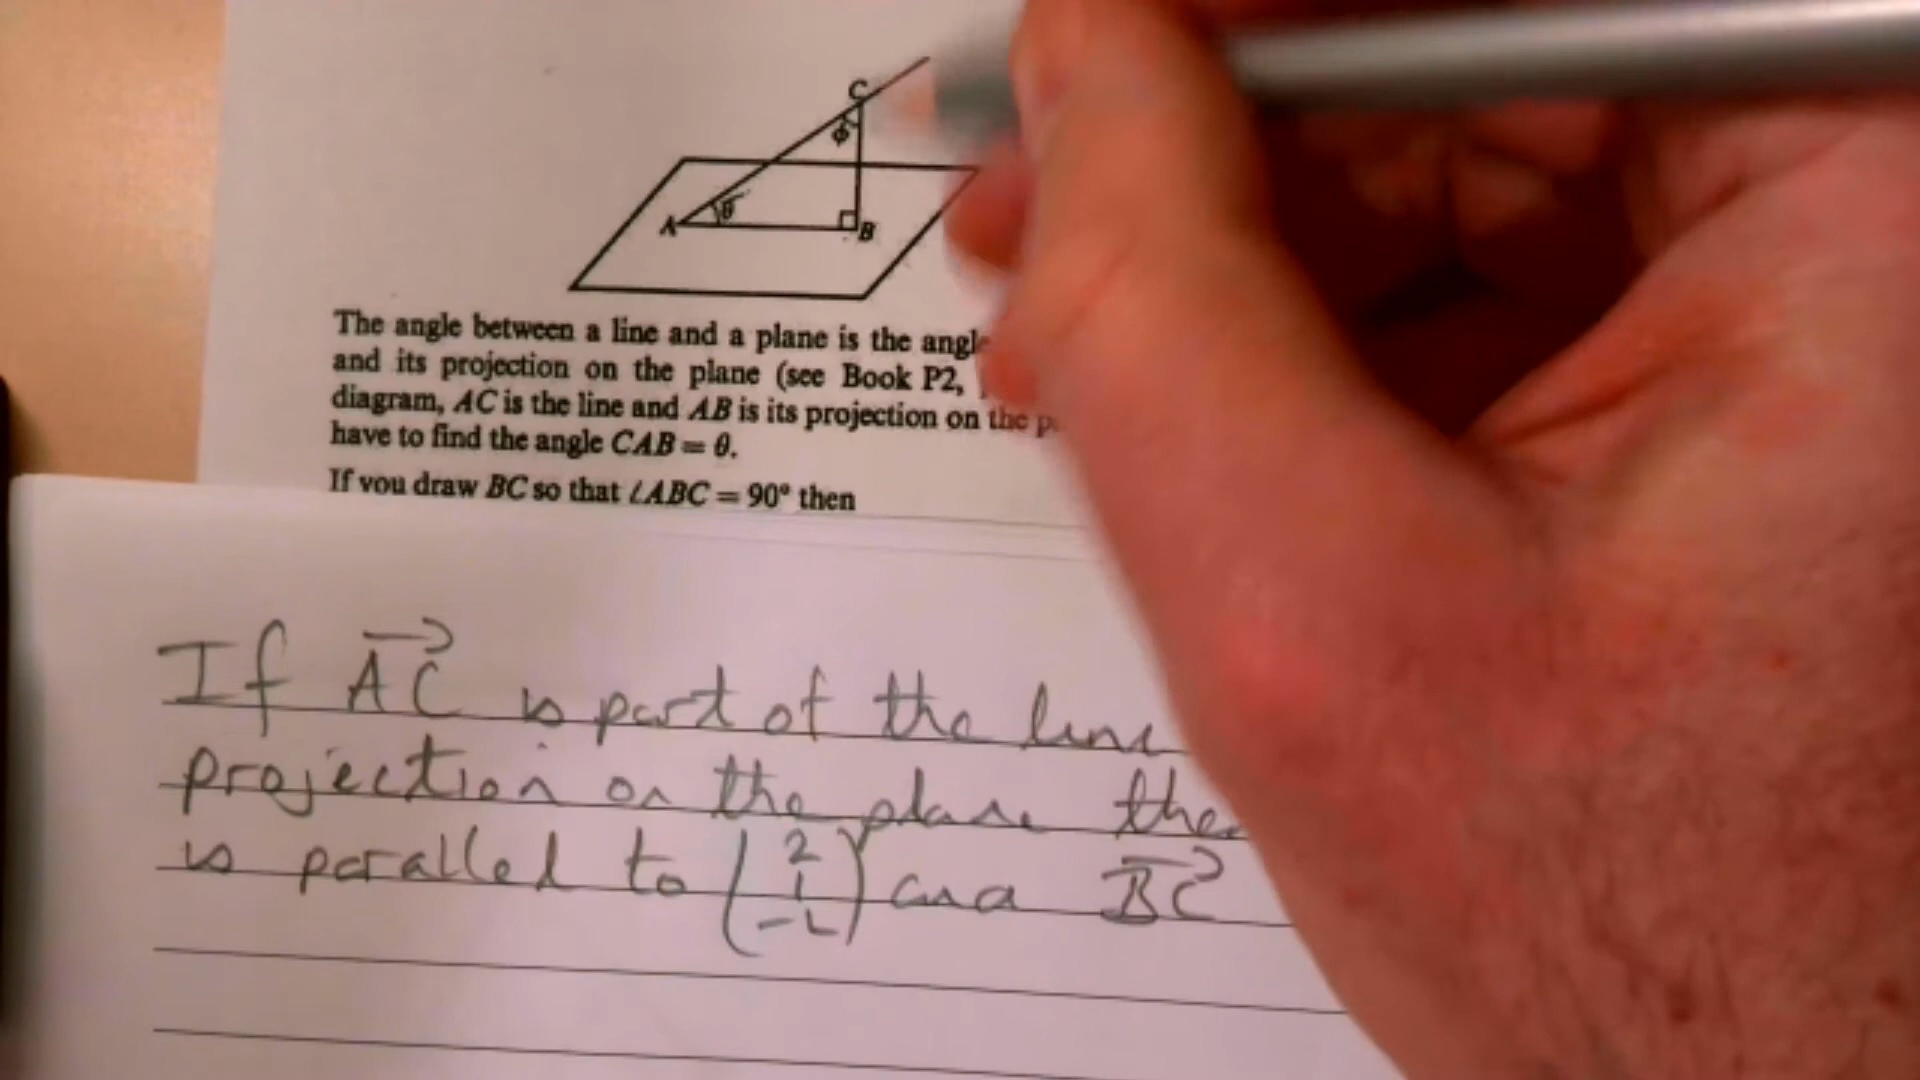 C
φ
θ
A
B
The angle between a line and a plane is the angle
and its projection on the plane (see Book P2,
diagram, AC is the line and AB is its projection on the
have to find the angle CAB = θ.
If you draw BC so that ∠ABC = 90° then
If AC is part of the line
projection on the plane then
is parallel to (2 1 -2) and BC